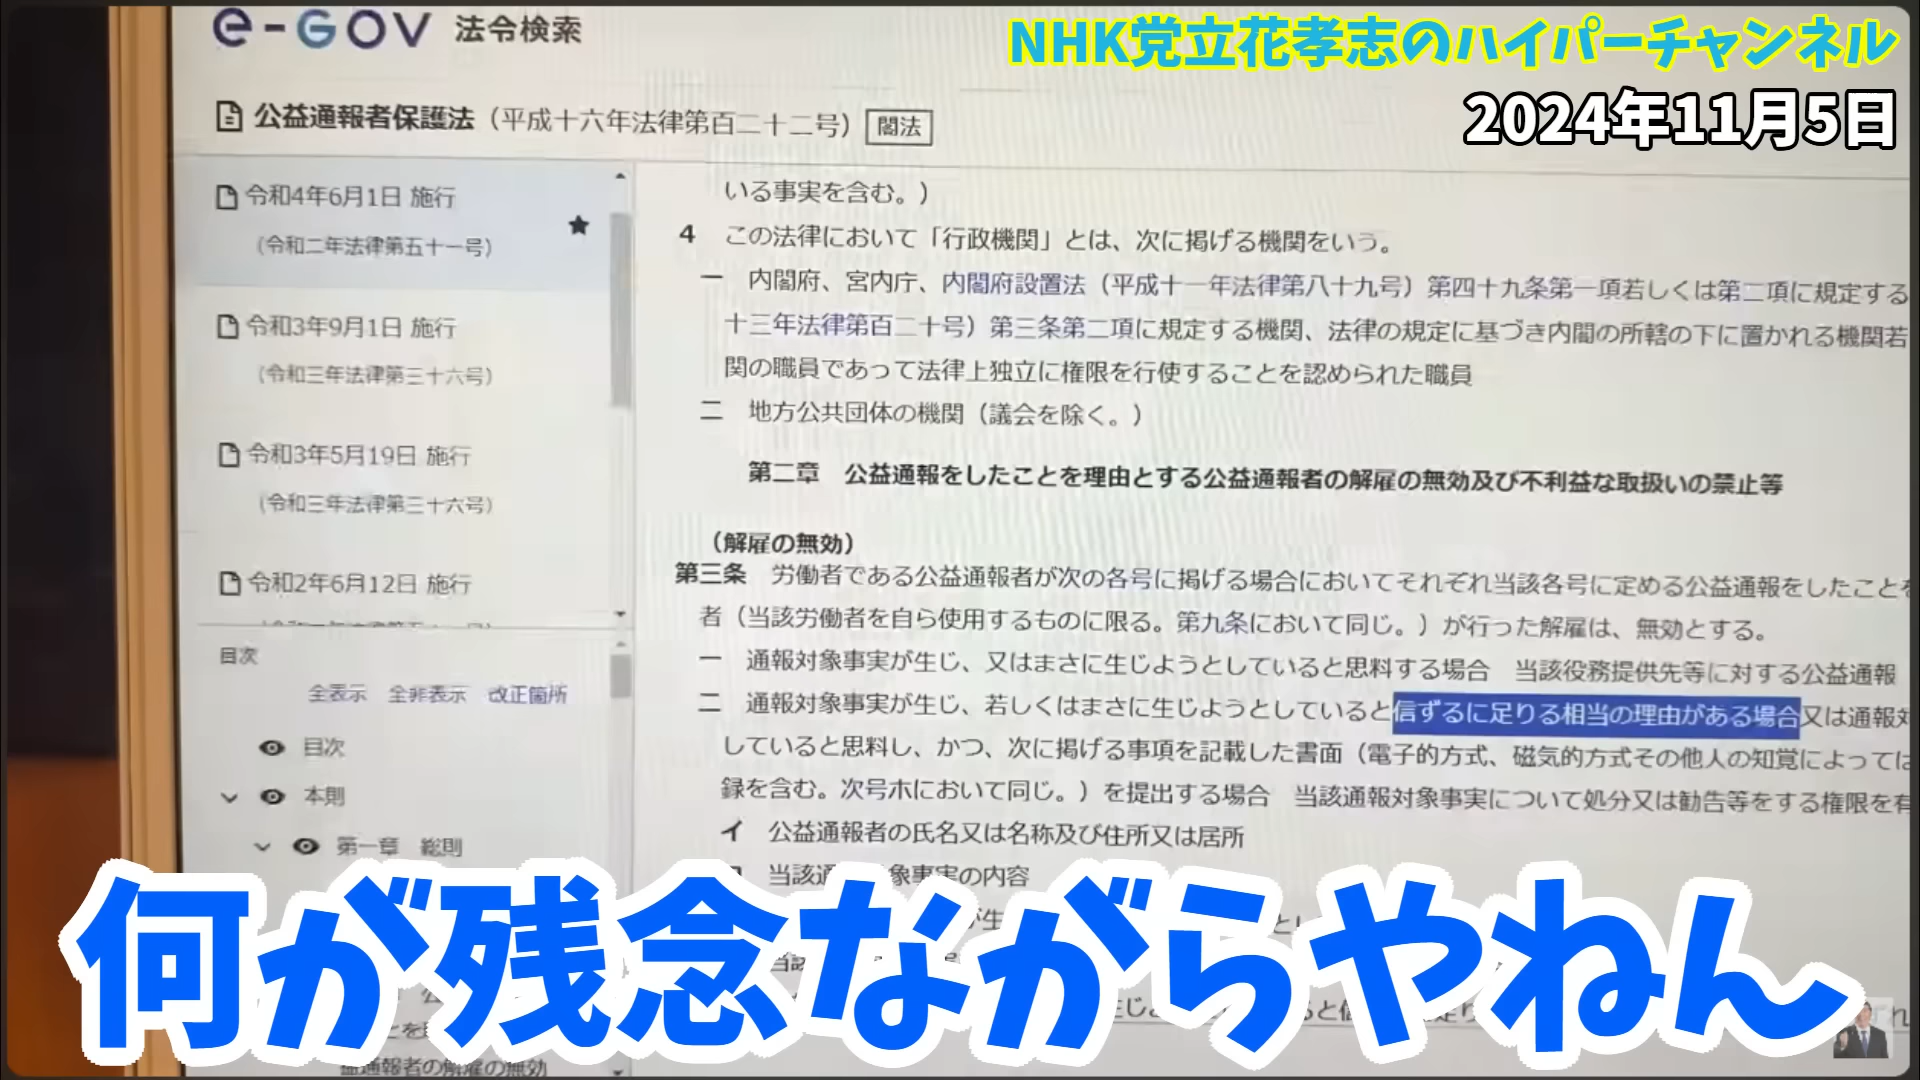 e-GOV 法令検索
NHK党立花孝志のハイパーチャンネル
2024年11月5日
公益通報者保護法（平成十六年法律第百二十二号） 閣法
令和4年6月1日 施行
（令和二年法律第五十一号）
令和3年9月1日 施行
（令和三年法律第三十六号）
令和3年5月19日 施行
（令和三年法律第三十六号）
令和2年6月12日 施行
目次
全表示 全非表示 改正箇所
目次
本則
第一章 総則
益通報者の解雇の無効
いる事実を含む。）
4 この法律において「行政機関」とは、次に掲げる機関をいう。
一 内閣府、宮内庁、内閣府設置法（平成十一年法律第八十九号）第四十九条第一項若しくは第二項に規定する
十三年法律第百二十号）第三条第二項に規定する機関、法律の規定に基づき内閣の所轄の下に置かれる機関若
関の職員であって法律上独立に権限を行使することを認められた職員
二 地方公共団体の機関（議会を除く。）
第二章 公益通報をしたことを理由とする公益通報者の解雇の無効及び不利益な取扱いの禁止等
（解雇の無効）
第三条 労働者である公益通報者が次の各号に掲げる場合においてそれぞれ当該各号に定める公益通報をしたことを
者（当該労働者を自ら使用するものに限る。第九条において同じ。）が行った解雇は、無効とする。
一 通報対象事実が生じ、又はまさに生じようとしていると思料する場合 当該役務提供先等に対する公益通報
二 通報対象事実が生じ、若しくはまさに生じようとしていると信ずるに足りる相当の理由がある場合又は通報対
していると思料し、かつ、次に掲げる事項を記載した書面（電子的方式、磁気的方式その他人の知覚によっては
録を含む。次号ホにおいて同じ。）を提出する場合 当該通報対象事実について処分又は勧告等をする権限を有
イ 公益通報者の氏名又は名称及び住所又は居所
当該通 象事実の内容
何が残念ながらやねん